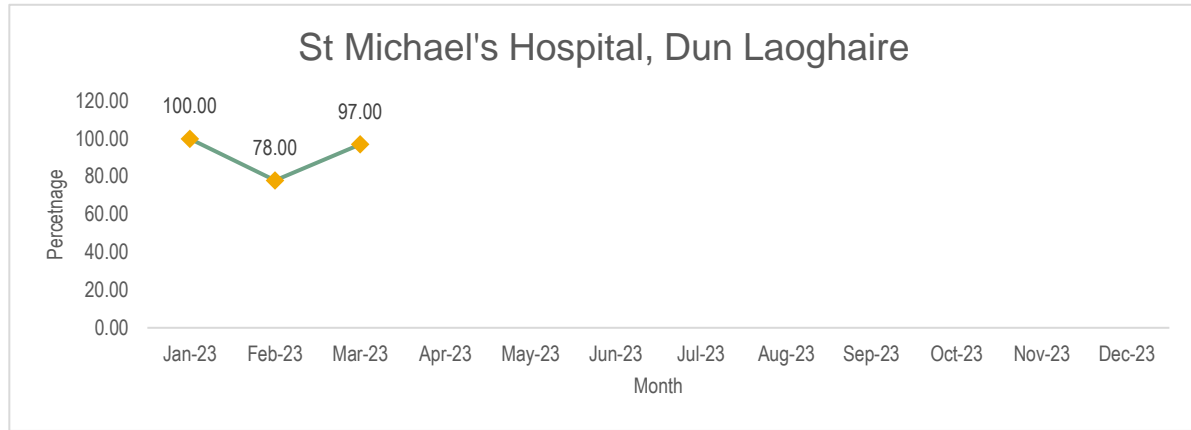 St Michael's Hospital, Dun Laoghaire
120.00
100.00
80.00
60.00
40.00
20.00
0.00
Percetnage
100.00
78.00
97.00
Jan-23 Feb-23 Mar-23 Apr-23 May-23 Jun-23 Jul-23 Aug-23 Sep-23 Oct-23 Nov-23 Dec-23
Month